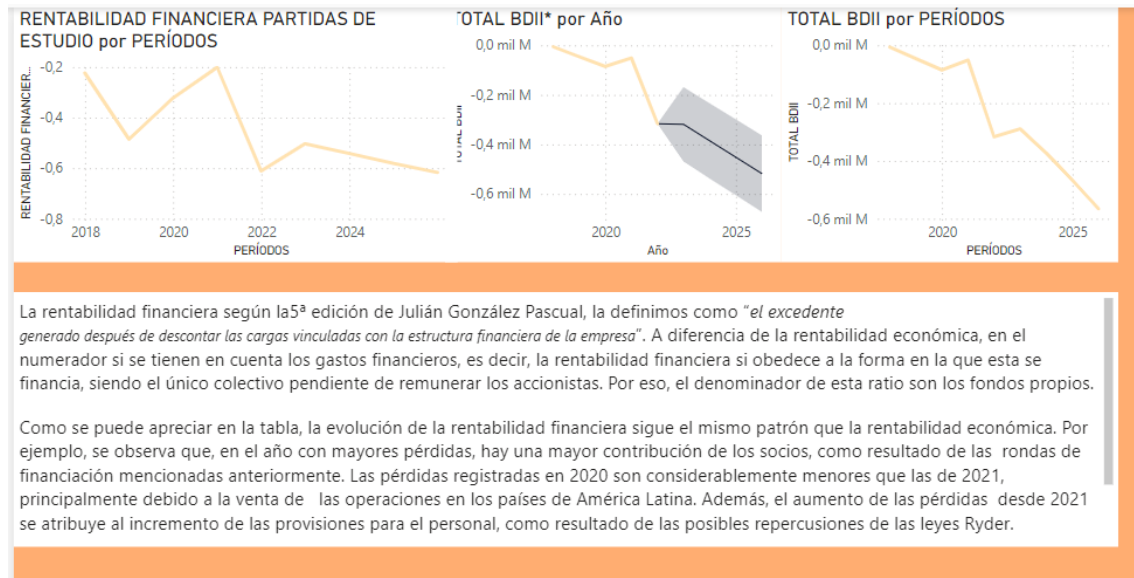 RENTABILIDAD FINANCIERA PARTIDAS DE
ESTUDIO por PERÍODOS
RENTABILIDAD FINANCIER...
-0,2
-0,4
-0,6
-0,8
2018
2020
2022
2024
PERÍODOS
TOTAL BDII* por Año
TOTAL BDII
0,0 mil M
-0,2 mil M
-0,4 mil M
-0,6 mil M
2020
2025
Año
TOTAL BDII por PERÍODOS
TOTAL BDII
0,0 mil M
-0,2 mil M
-0,4 mil M
-0,6 mil M
2020
2025
PERÍODOS
La rentabilidad financiera según la5ª edición de Julián González Pascual, la definimos como “el excedente
generado después de descontar las cargas vinculadas con la estructura financiera de la empresa”. A diferencia de la rentabilidad económica, en el
numerador si se tienen en cuenta los gastos financieros, es decir, la rentabilidad financiera si obedece a la forma en la que esta se
financia, siendo el único colectivo pendiente de remunerar los accionistas. Por eso, el denominador de esta ratio son los fondos propios.
Como se puede apreciar en la tabla, la evolución de la rentabilidad financiera sigue el mismo patrón que la rentabilidad económica. Por
ejemplo, se observa que, en el año con mayores pérdidas, hay una mayor contribución de los socios, como resultado de las rondas de
financiación mencionadas anteriormente. Las pérdidas registradas en 2020 son considerablemente menores que las de 2021,
principalmente debido a la venta de las operaciones en los países de América Latina. Además, el aumento de las pérdidas desde 2021
se atribuye al incremento de las provisiones para el personal, como resultado de las posibles repercusiones de las leyes Ryder.